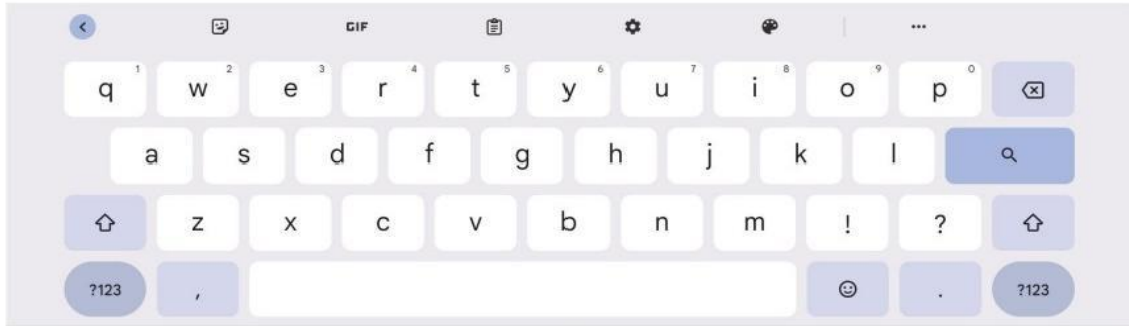 GIF
q 1 w 2 e 3 r 4 t 5 y 6 u 7 i 8 o 9 p 0
a s d f g h j k l
z x c v b n m ! ?
?123 , . ?123